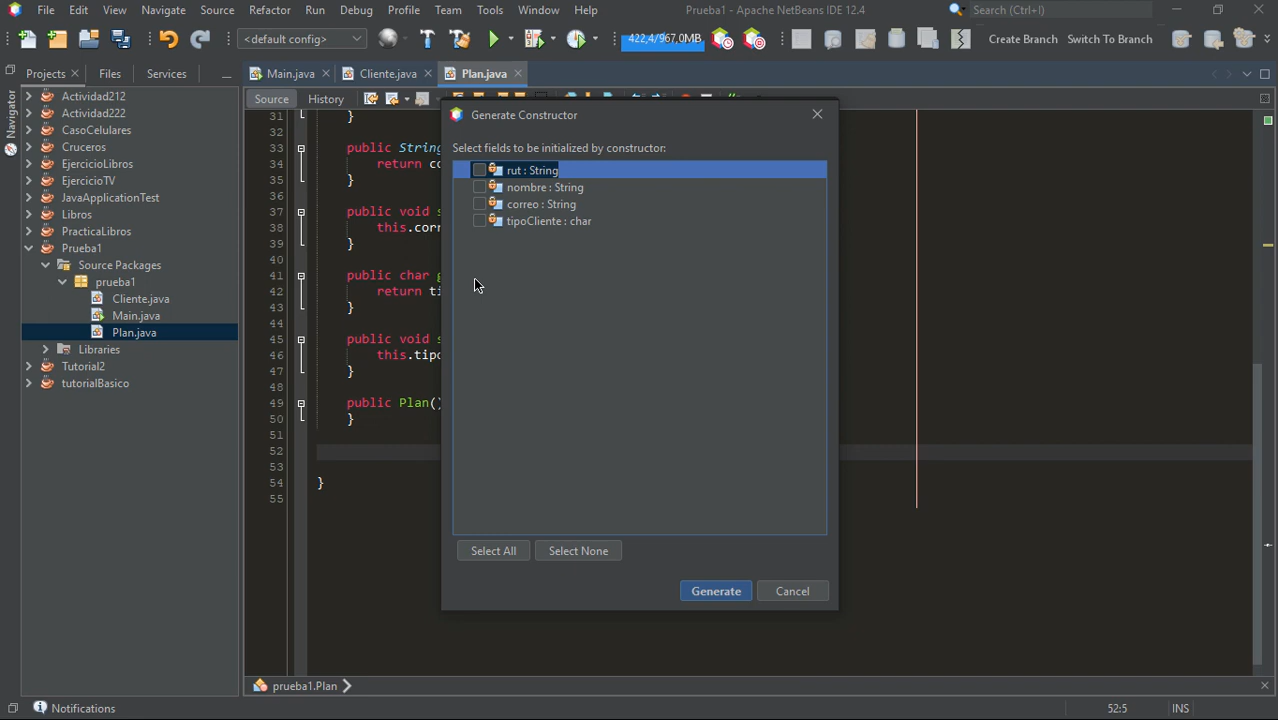 File Edit View Navigate Source Refactor Run Debug Profile Team Tools Window Help Prueba1 - Apache NetBeans IDE 12.4 Search (Ctrl+I)
<default config> 422,4/967,0MB Create Branch Switch To Branch
Projects Files Services
Main.java Cliente.java Plan.java
Navigator
Source History
Actividad212
Actividad222
CasoCelulares
Cruceros
EjercicioLibros
EjercicioTV
JavaApplicationTest
Libros
PracticaLibros
Prueba1
Source Packages
prueba1
Cliente.java
Main.java
Plan.java
Libraries
Tutorial2
tutorialBasico
31 }
32
33 public String
34 return co
35 }
36
37 public void s
38 this.corr
39 }
40
41 public char g
42 return ti
43 }
44
45 public void s
46 this.tipo
47 }
48
49 public Plan()
50 }
51
52
53
54 }
55
Generate Constructor
Select fields to be initialized by constructor:
rut : String
nombre : String
correo : String
tipoCliente : char
Select All Select None
Generate Cancel
prueba1.Plan
Notifications 52:5 INS